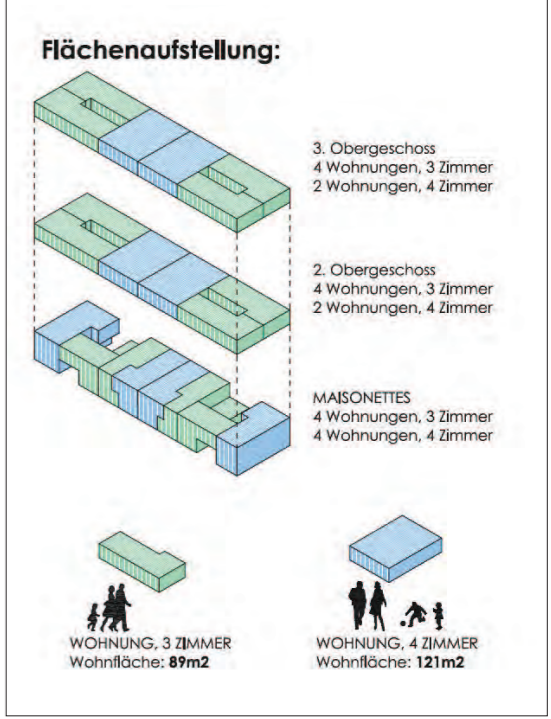 Flächenaufstellung:
3. Obergeschoss
4 Wohnungen, 3 Zimmer
2 Wohnungen, 4 Zimmer
2. Obergeschoss
4 Wohnungen, 3 Zimmer
2 Wohnungen, 4 Zimmer
MAISONETTES
4 Wohnungen, 3 Zimmer
4 Wohnungen, 4 Zimmer
WOHNUNG, 3 ZIMMER
Wohnfläche: 89m2
WOHNUNG, 4 ZIMMER
Wohnfläche: 121m2